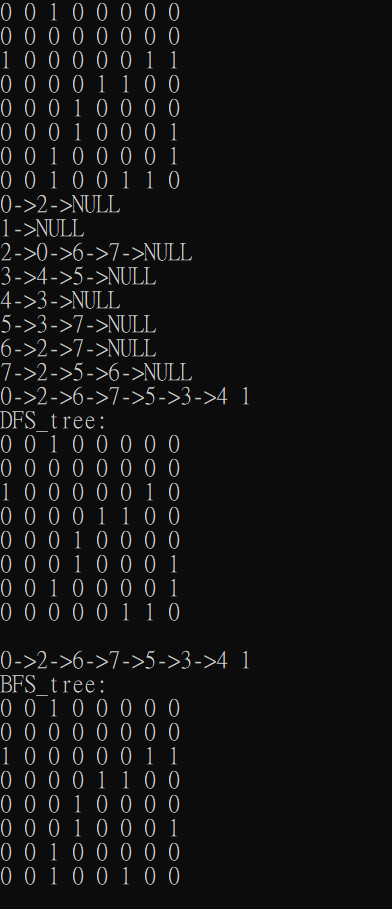 0 0 1 0 0 0 0 0
0 0 0 0 0 0 0 0
1 0 0 0 0 0 1 1
0 0 0 0 1 1 0 0
0 0 0 1 0 0 0 0
0 0 0 1 0 0 0 1
0 0 1 0 0 0 0 1
0 0 1 0 0 1 1 0
0->2->NULL
1->NULL
2->0->6->7->NULL
3->4->5->NULL
4->3->NULL
5->3->7->NULL
6->2->7->NULL
7->2->5->6->NULL
0->2->6->7->5->3->4 1
DFS_tree:
0 0 1 0 0 0 0 0
0 0 0 0 0 0 0 0
1 0 0 0 0 0 1 0
0 0 0 0 1 1 0 0
0 0 0 1 0 0 0 0
0 0 0 1 0 0 0 1
0 0 1 0 0 0 0 1
0 0 0 0 0 1 1 0
0->2->6->7->5->3->4 1
BFS_tree:
0 0 1 0 0 0 0 0
0 0 0 0 0 0 0 0
1 0 0 0 0 0 1 1
0 0 0 0 1 1 0 0
0 0 0 1 0 0 0 0
0 0 0 1 0 0 0 1
0 0 1 0 0 0 0 0
0 0 1 0 0 1 0 0